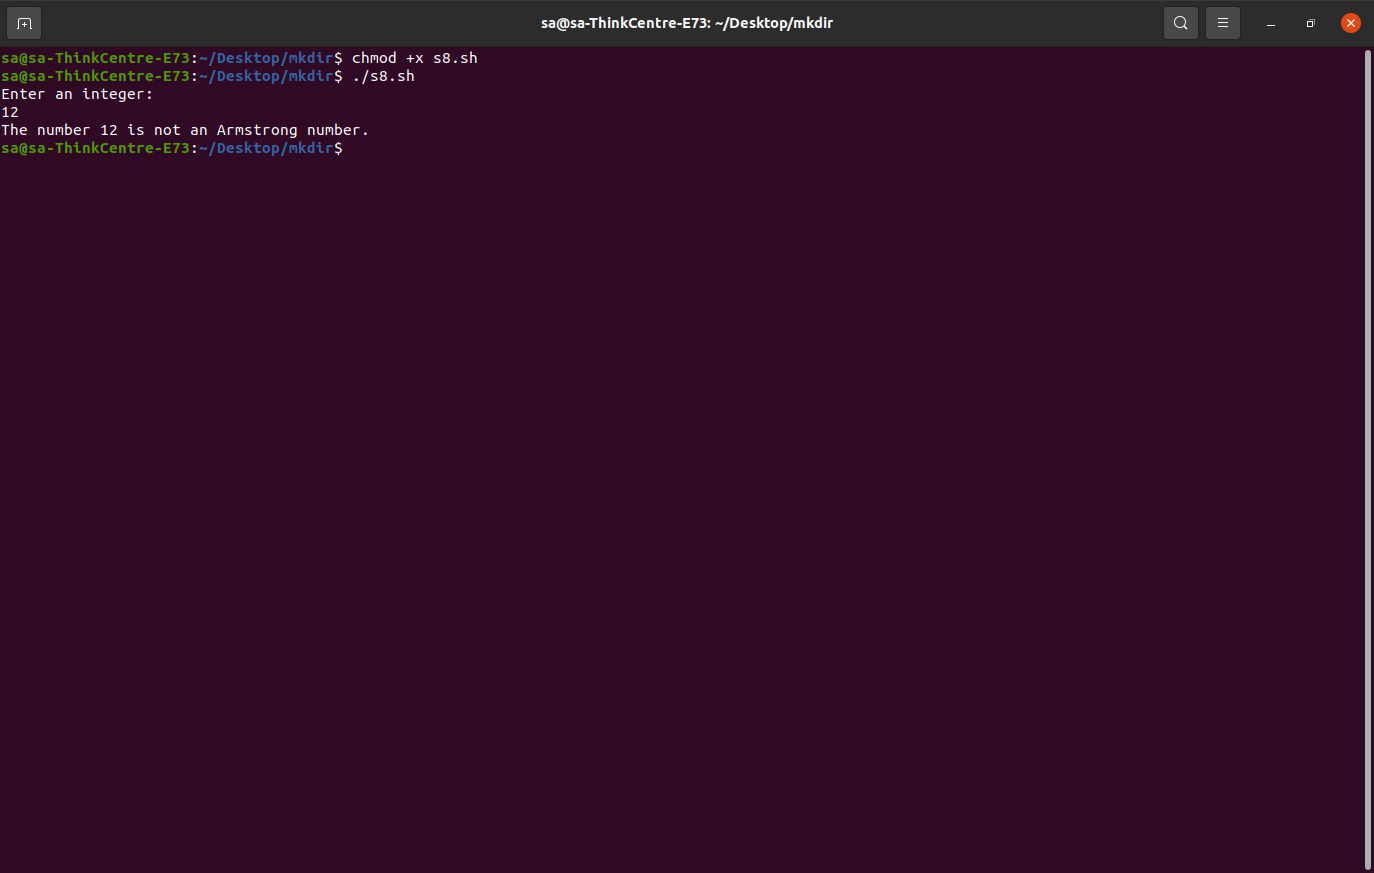 sa@sa-ThinkCentre-E73: ~/Desktop/mkdir
sa@sa-ThinkCentre-E73:~/Desktop/mkdir$ chmod +x s8.sh
sa@sa-ThinkCentre-E73:~/Desktop/mkdir$ ./s8.sh
Enter an integer:
12
The number 12 is not an Armstrong number.
sa@sa-ThinkCentre-E73:~/Desktop/mkdir$